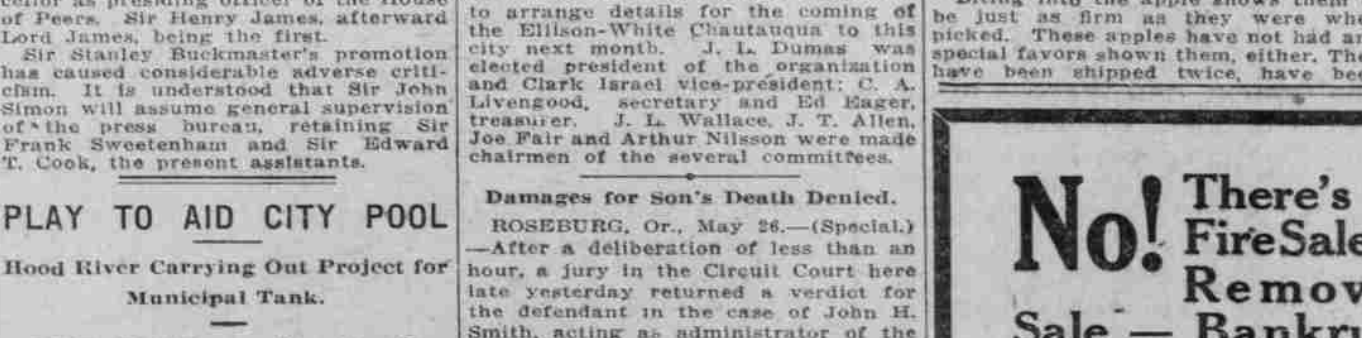 of Peers. Sir Henry James, afterward
Lord James, being the first.
Sir Stanley Buckmaster's promotion
has caused considerable adverse criti-
cism. It is understood that Sir John
Simon will assume general supervision
of the press bureau, retaining Sir
Frank Sweetenham and Sir Edward
T. Cook, the present assistants.
PLAY TO AID CITY POOL
Hood River Carrying Out Project for
Municipal Tank.
to arrange details for the coming of
the Ellison-White Chautauqua to this
city next month. J. L. Dumas was
elected president of the organization
and Clark Israel vice-president; C. A.
Livengood, secretary and Ed Eager,
treasurer. J. L. Wallace, J. T. Allen,
Joe Fair and Arthur Nilsson were made
chairmen of the several committees.
Damages for Son's Death Denied.
ROSEBURG, Or., May 26.—(Special.)
—After a deliberation of less than an
hour, a jury in the Circuit Court here
late yesterday returned a verdict for
the defendant in the case of John H.
Smith, acting as administrator of the
be just as firm as they were
picked. These apples have not had
special favors shown them, either.
have been shipped twice, have
No! There's
Fire Sale
Remov
Sale — Bankru